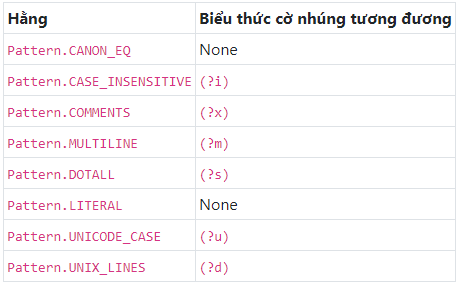 Hằng Biểu thức cờ nhúng tương đương
Pattern.CANON_EQ None
Pattern.CASE_INSENSITIVE (?i)
Pattern.COMMENTS (?x)
Pattern.MULTILINE (?m)
Pattern.DOTALL (?s)
Pattern.LITERAL None
Pattern.UNICODE_CASE (?u)
Pattern.UNIX_LINES (?d)